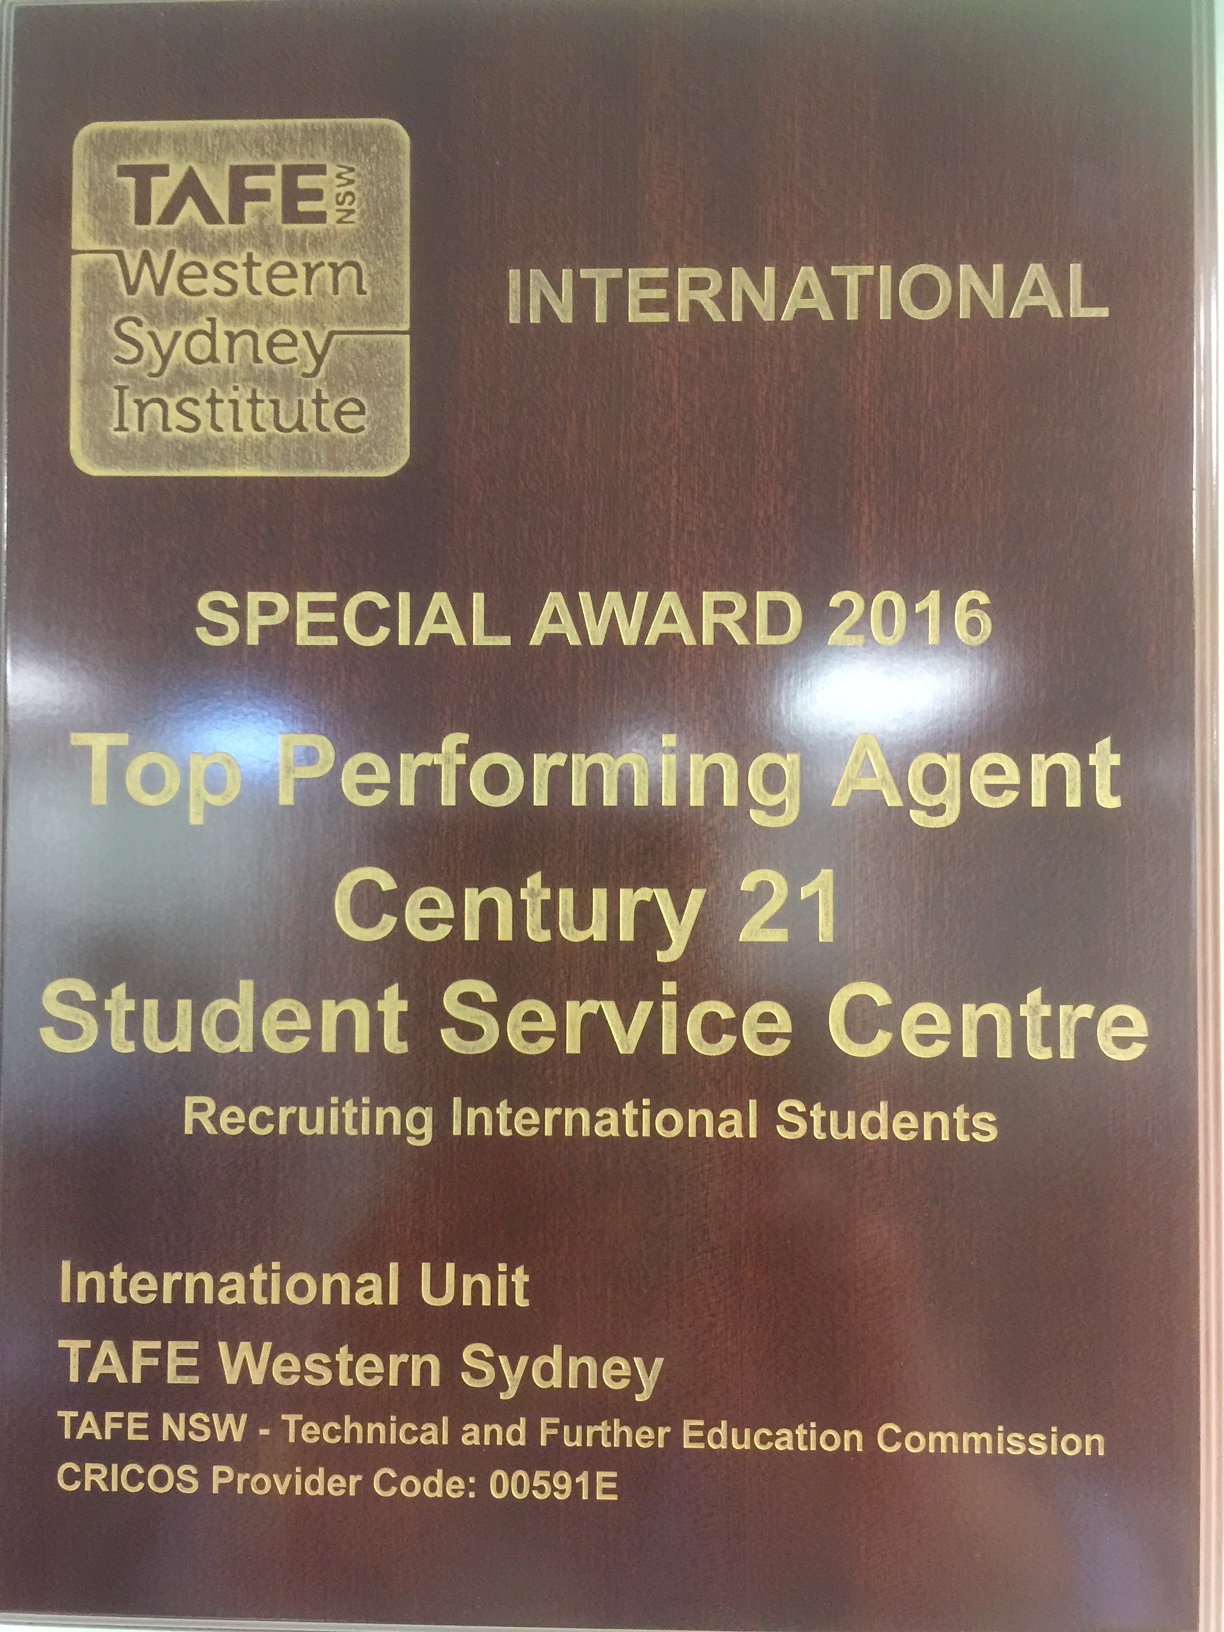 TAFE NSW
Western
Sydney
Institute
INTERNATIONAL
SPECIAL AWARD 2016
Top Performing Agent
Century 21
Student Service Centre
Recruiting International Students
International Unit
TAFE Western Sydney
TAFE NSW - Technical and Further Education Commission
CRICOS Provider Code: 00591E